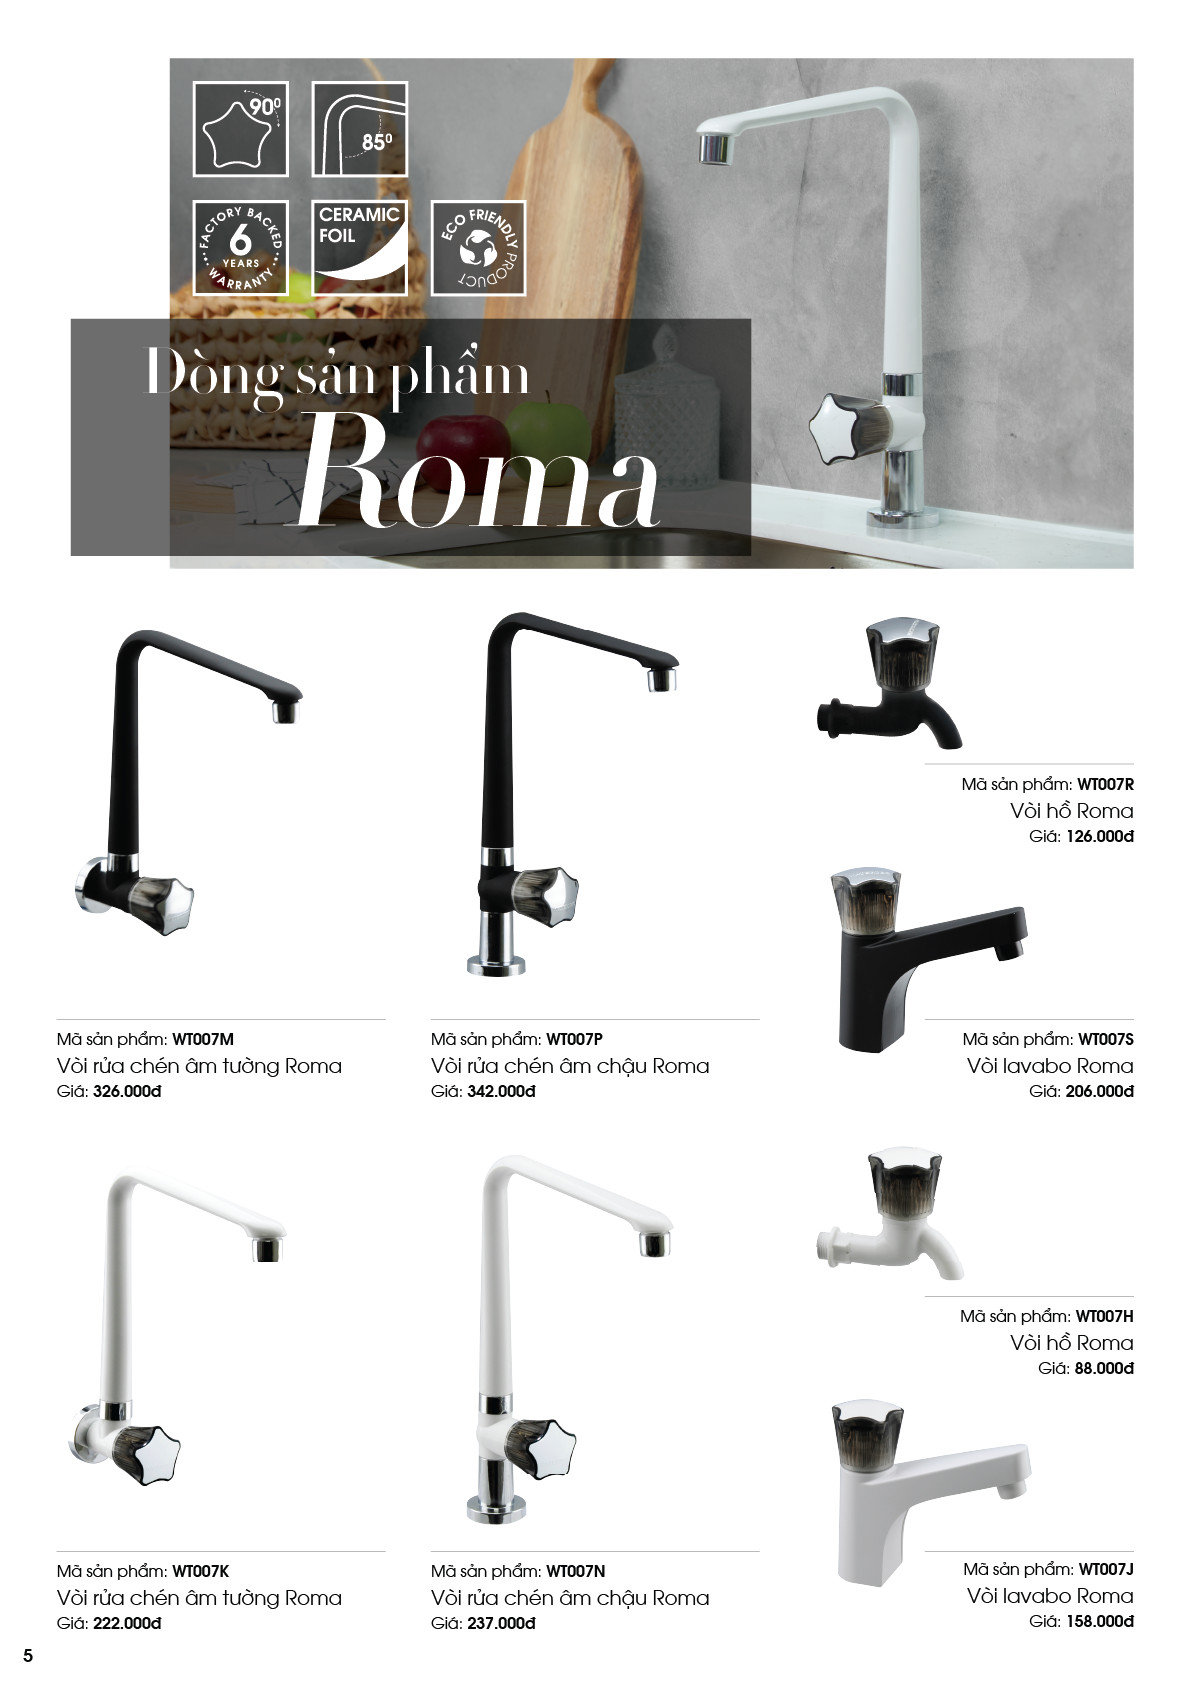 90⁰
85⁰
FACTORY BACKED
6
YEARS
WARRANTY
CERAMIC
FOIL
ECO FRIENDLY PRODUCT
Dòng sản phẩm
Roma
Mã sản phẩm: WT007R
Vòi hồ Roma
Giá: 126.000đ
Mã sản phẩm: WT007M
Vòi rửa chén âm tường Roma
Giá: 326.000đ
Mã sản phẩm: WT007P
Vòi rửa chén âm chậu Roma
Giá: 342.000đ
Mã sản phẩm: WT007S
Vòi lavabo Roma
Giá: 206.000đ
Mã sản phẩm: WT007H
Vòi hồ Roma
Giá: 88.000đ
Mã sản phẩm: WT007K
Vòi rửa chén âm tường Roma
Giá: 222.000đ
Mã sản phẩm: WT007N
Vòi rửa chén âm chậu Roma
Giá: 237.000đ
Mã sản phẩm: WT007J
Vòi lavabo Roma
Giá: 158.000đ
5